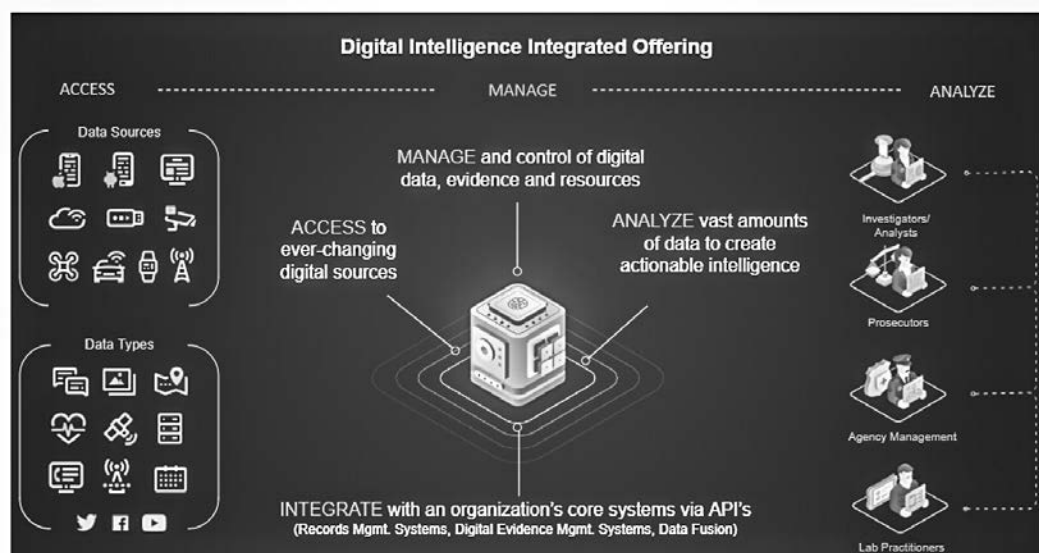 Digital Intelligence Integrated Offering
ACCESS
MANAGE
ANALYZE
Data Sources
MANAGE and control of digital
data, evidence and resources
ACCESS to
ever-changing
digital sources
ANALYZE vast amounts
of data to create
actionable intelligence
Investigators/
Analysts
Prosecutors
Data Types
Agency Management
INTEGRATE with an organization's core systems via API's
(Records Mgmt. Systems, Digital Evidence Mgmt. Systems, Data Fusion)
Lab Practitioners